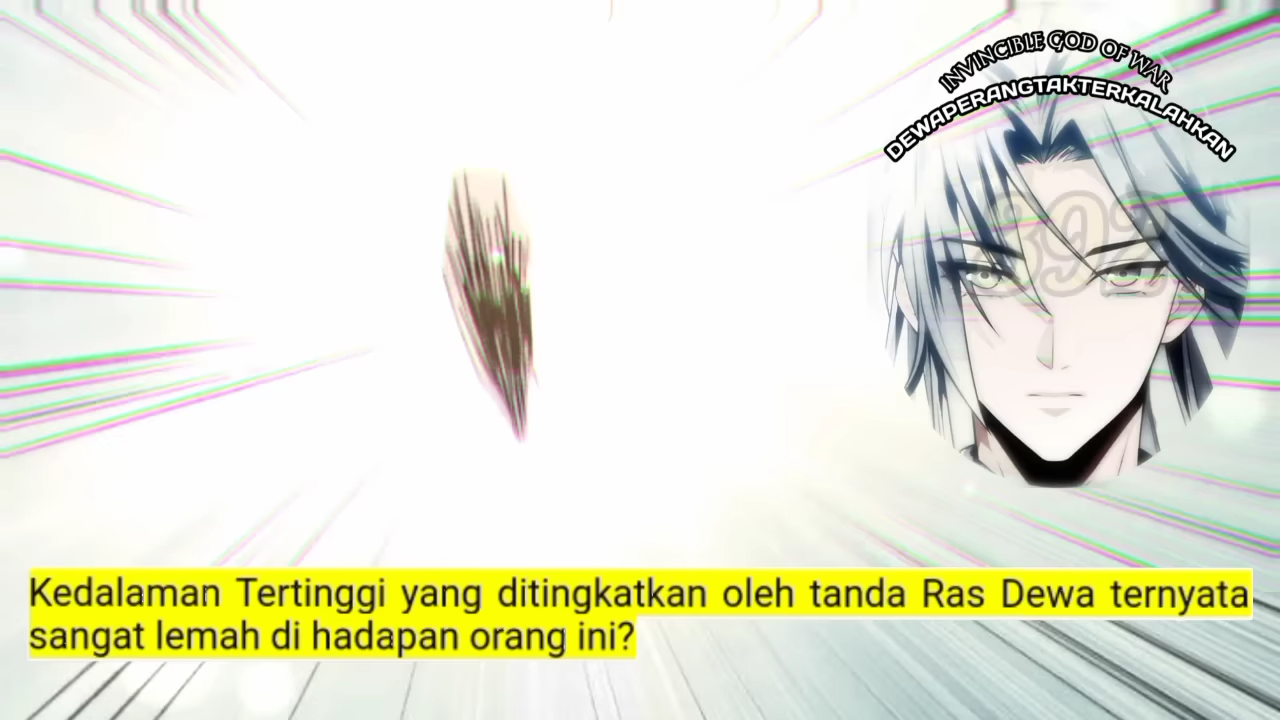 INVINCIBLE GOD OF WAR
DEWAPERANGTAKTERKALAHKAN
Kedalaman Tertinggi yang ditingkatkan oleh tanda Ras Dewa ternyata
sangat lemah di hadapan orang ini?